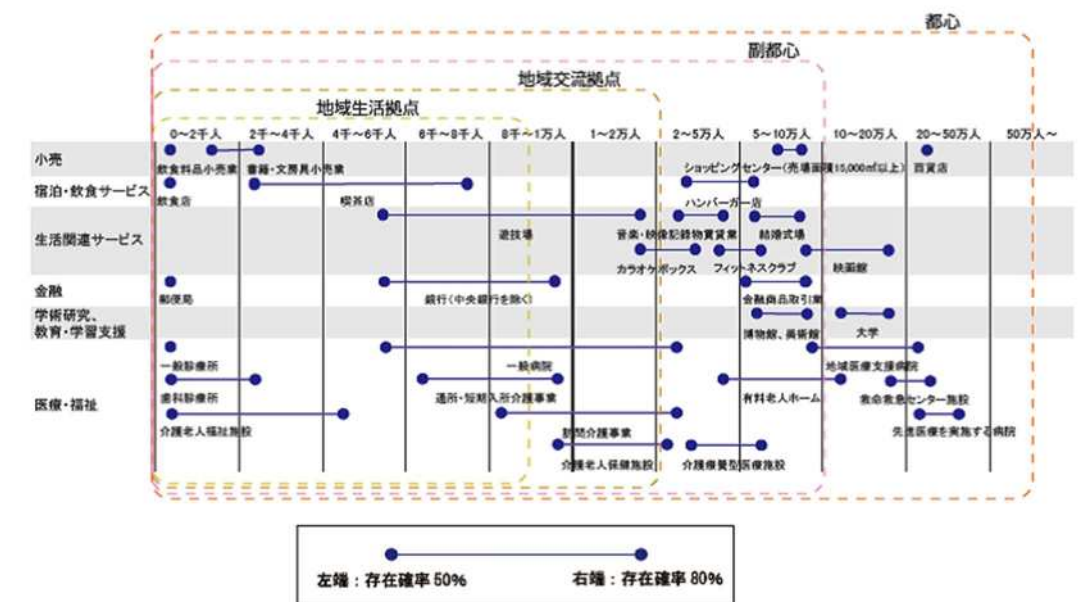 都心
副都心
地域交流拠点
地域生活拠点
0～2千人 2千～4千人 4千～6千人 6千～8千人 8千～1万人 1～2万人 2～5万人 5～10万人 10～20万人 20～50万人 50万人～
小売
飲食料品小売業 書籍・文房具小売業 ショッピングセンター(売場面積15,000㎡以上) 百貨店
宿泊・飲食サービス
飲食店 喫茶店 ハンバーガー店
生活関連サービス
遊技場 音楽・映像記録物賃貸業 結婚式場
カラオケボックス フィットネスクラブ 映画館
金融
郵便局 銀行(中央銀行を除く) 金融商品取引業
学術研究、
教育・学習支援
博物館、美術館 大学
医療・福祉
一般診療所 一般病院 地域医療支援病院
歯科診療所 通所・短期入所介護事業 有料老人ホーム 救命救急センター施設
介護老人福祉施設 訪問介護事業 先進医療を実施する病院
介護老人保健施設 介護療養型医療施設
左端：存在確率50% 右端：存在確率80%